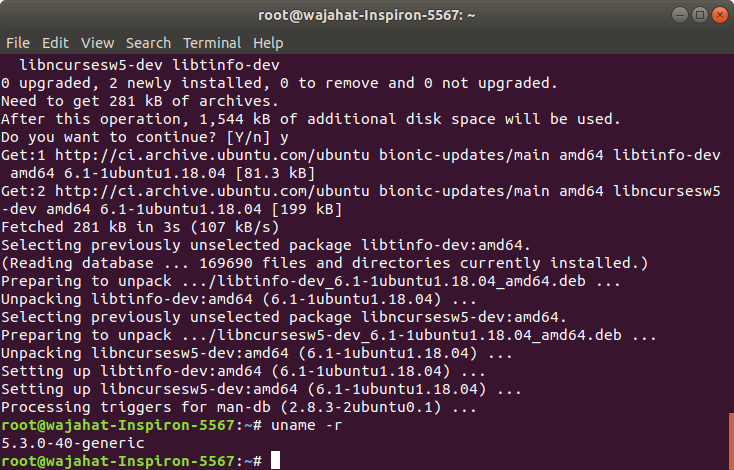 root@wajahat-Inspiron-5567: ~
File Edit View Search Terminal Help
libncursesw5-dev libtinfo-dev
0 upgraded, 2 newly installed, 0 to remove and 0 not upgraded.
Need to get 281 kB of archives.
After this operation, 1,544 kB of additional disk space will be used.
Do you want to continue? [Y/n] y
Get:1 http://ci.archive.ubuntu.com/ubuntu bionic-updates/main amd64 libtinfo-dev
amd64 6.1-1ubuntu1.18.04 [81.3 kB]
Get:2 http://ci.archive.ubuntu.com/ubuntu bionic-updates/main amd64 libncursesw5
-dev amd64 6.1-1ubuntu1.18.04 [199 kB]
Fetched 281 kB in 3s (107 kB/s)
Selecting previously unselected package libtinfo-dev:amd64.
(Reading database ... 169690 files and directories currently installed.)
Preparing to unpack .../libtinfo-dev_6.1-1ubuntu1.18.04_amd64.deb ...
Unpacking libtinfo-dev:amd64 (6.1-1ubuntu1.18.04) ...
Selecting previously unselected package libncursesw5-dev:amd64.
Preparing to unpack .../libncursesw5-dev_6.1-1ubuntu1.18.04_amd64.deb ...
Unpacking libncursesw5-dev:amd64 (6.1-1ubuntu1.18.04) ...
Setting up libtinfo-dev:amd64 (6.1-1ubuntu1.18.04) ...
Setting up libncursesw5-dev:amd64 (6.1-1ubuntu1.18.04) ...
Processing triggers for man-db (2.8.3-2ubuntu0.1) ...
root@wajahat-Inspiron-5567:~# uname -r
5.3.0-40-generic
root@wajahat-Inspiron-5567:~#